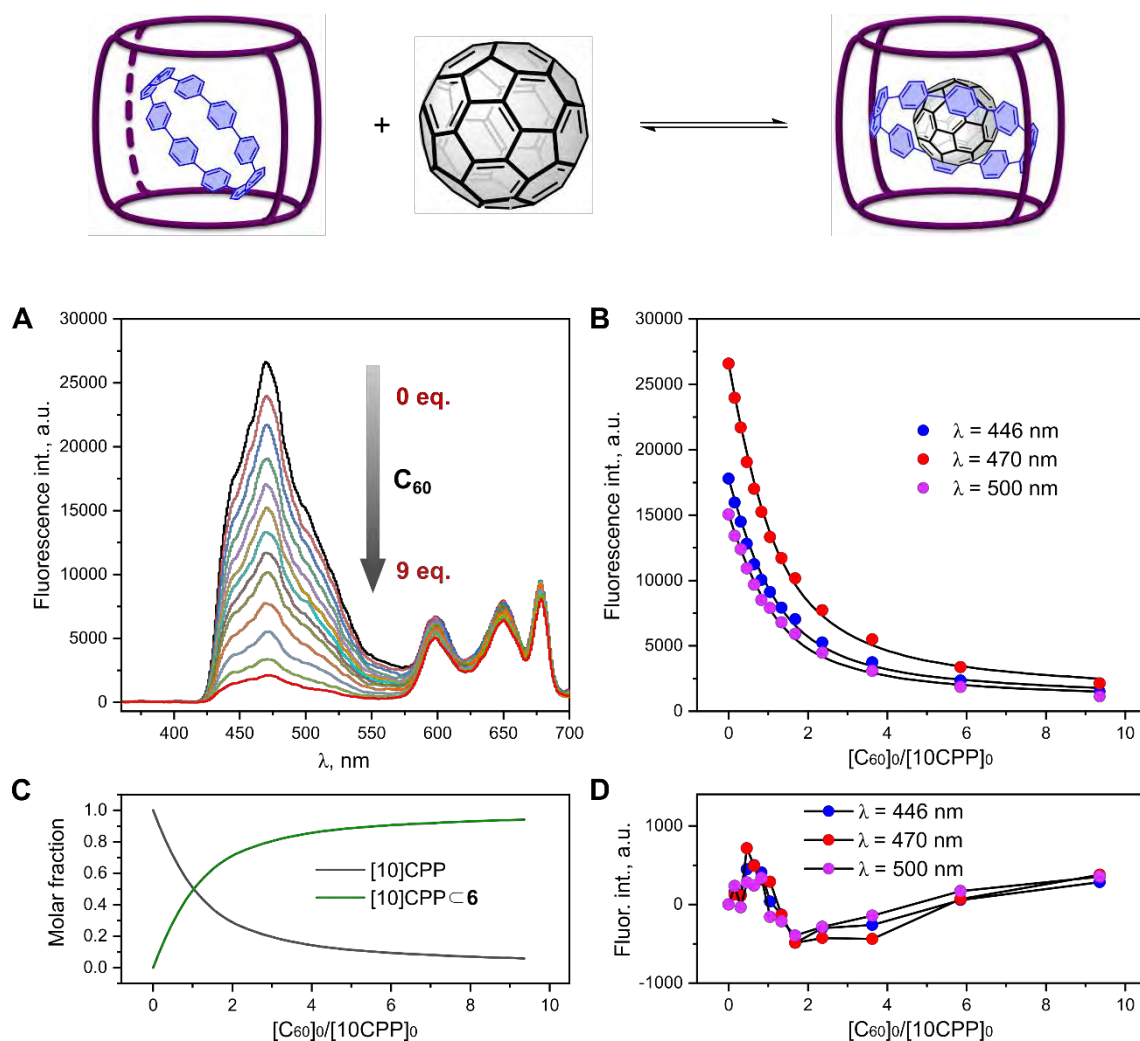 +
A
30000
25000
20000
15000
10000
5000
0
Fluorescence int., a.u.
0 eq.
C₆₀
9 eq.
400 450 500 550 600 650 700
λ, nm
B
30000
25000
20000
15000
10000
5000
0
Fluorescence int., a.u.
λ = 446 nm
λ = 470 nm
λ = 500 nm
0 2 4 6 8 10
[C₆₀]₀/[10CPP]₀
C
1.0
0.8
0.6
0.4
0.2
0.0
Molar fraction
[10]CPP
[10]CPP⊂6
0 2 4 6 8 10
[C₆₀]₀/[10CPP]₀
D
1000
0
-1000
Fluor. int., a.u.
λ = 446 nm
λ = 470 nm
λ = 500 nm
0 2 4 6 8 10
[C₆₀]₀/[10CPP]₀